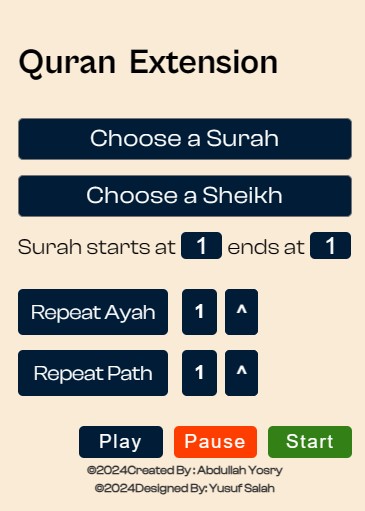 Quran Extension
Choose a Surah
Choose a Sheikh
Surah starts at 1 ends at 1
Repeat Ayah 1 ^
Repeat Path 1 ^
Play Pause Start
©2024Created By : Abdullah Yosry
©2024Designed By: Yusuf Salah